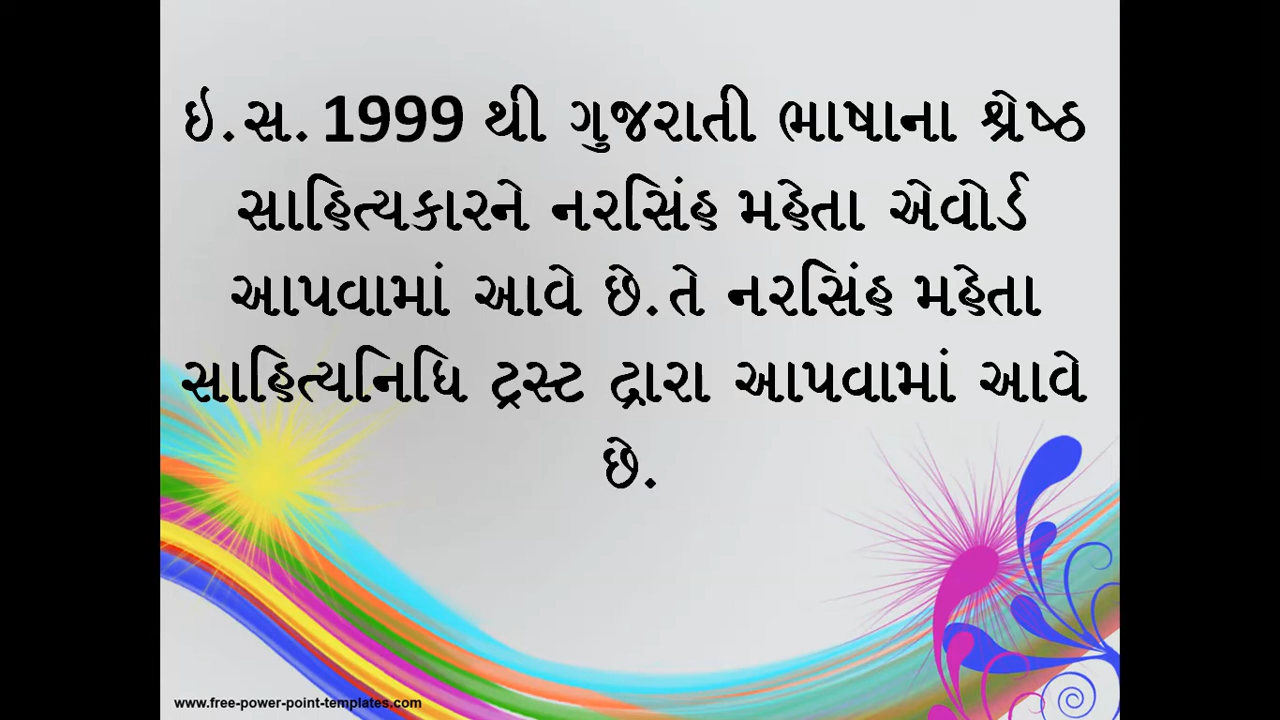 ઇ.સ. 1999 થી ગુજરાતી ભાષાના શ્રેષ્ઠ
સાહિત્યકારને નરસિંહ મહેતા એવોર્ડ
આપવામાં આવે છે.તે નરસિંહ મહેતા
સાહિત્યનિધિ ટ્રસ્ટ દ્વારા આપવામાં આવે
છે.
www.free-power-point-templates.com